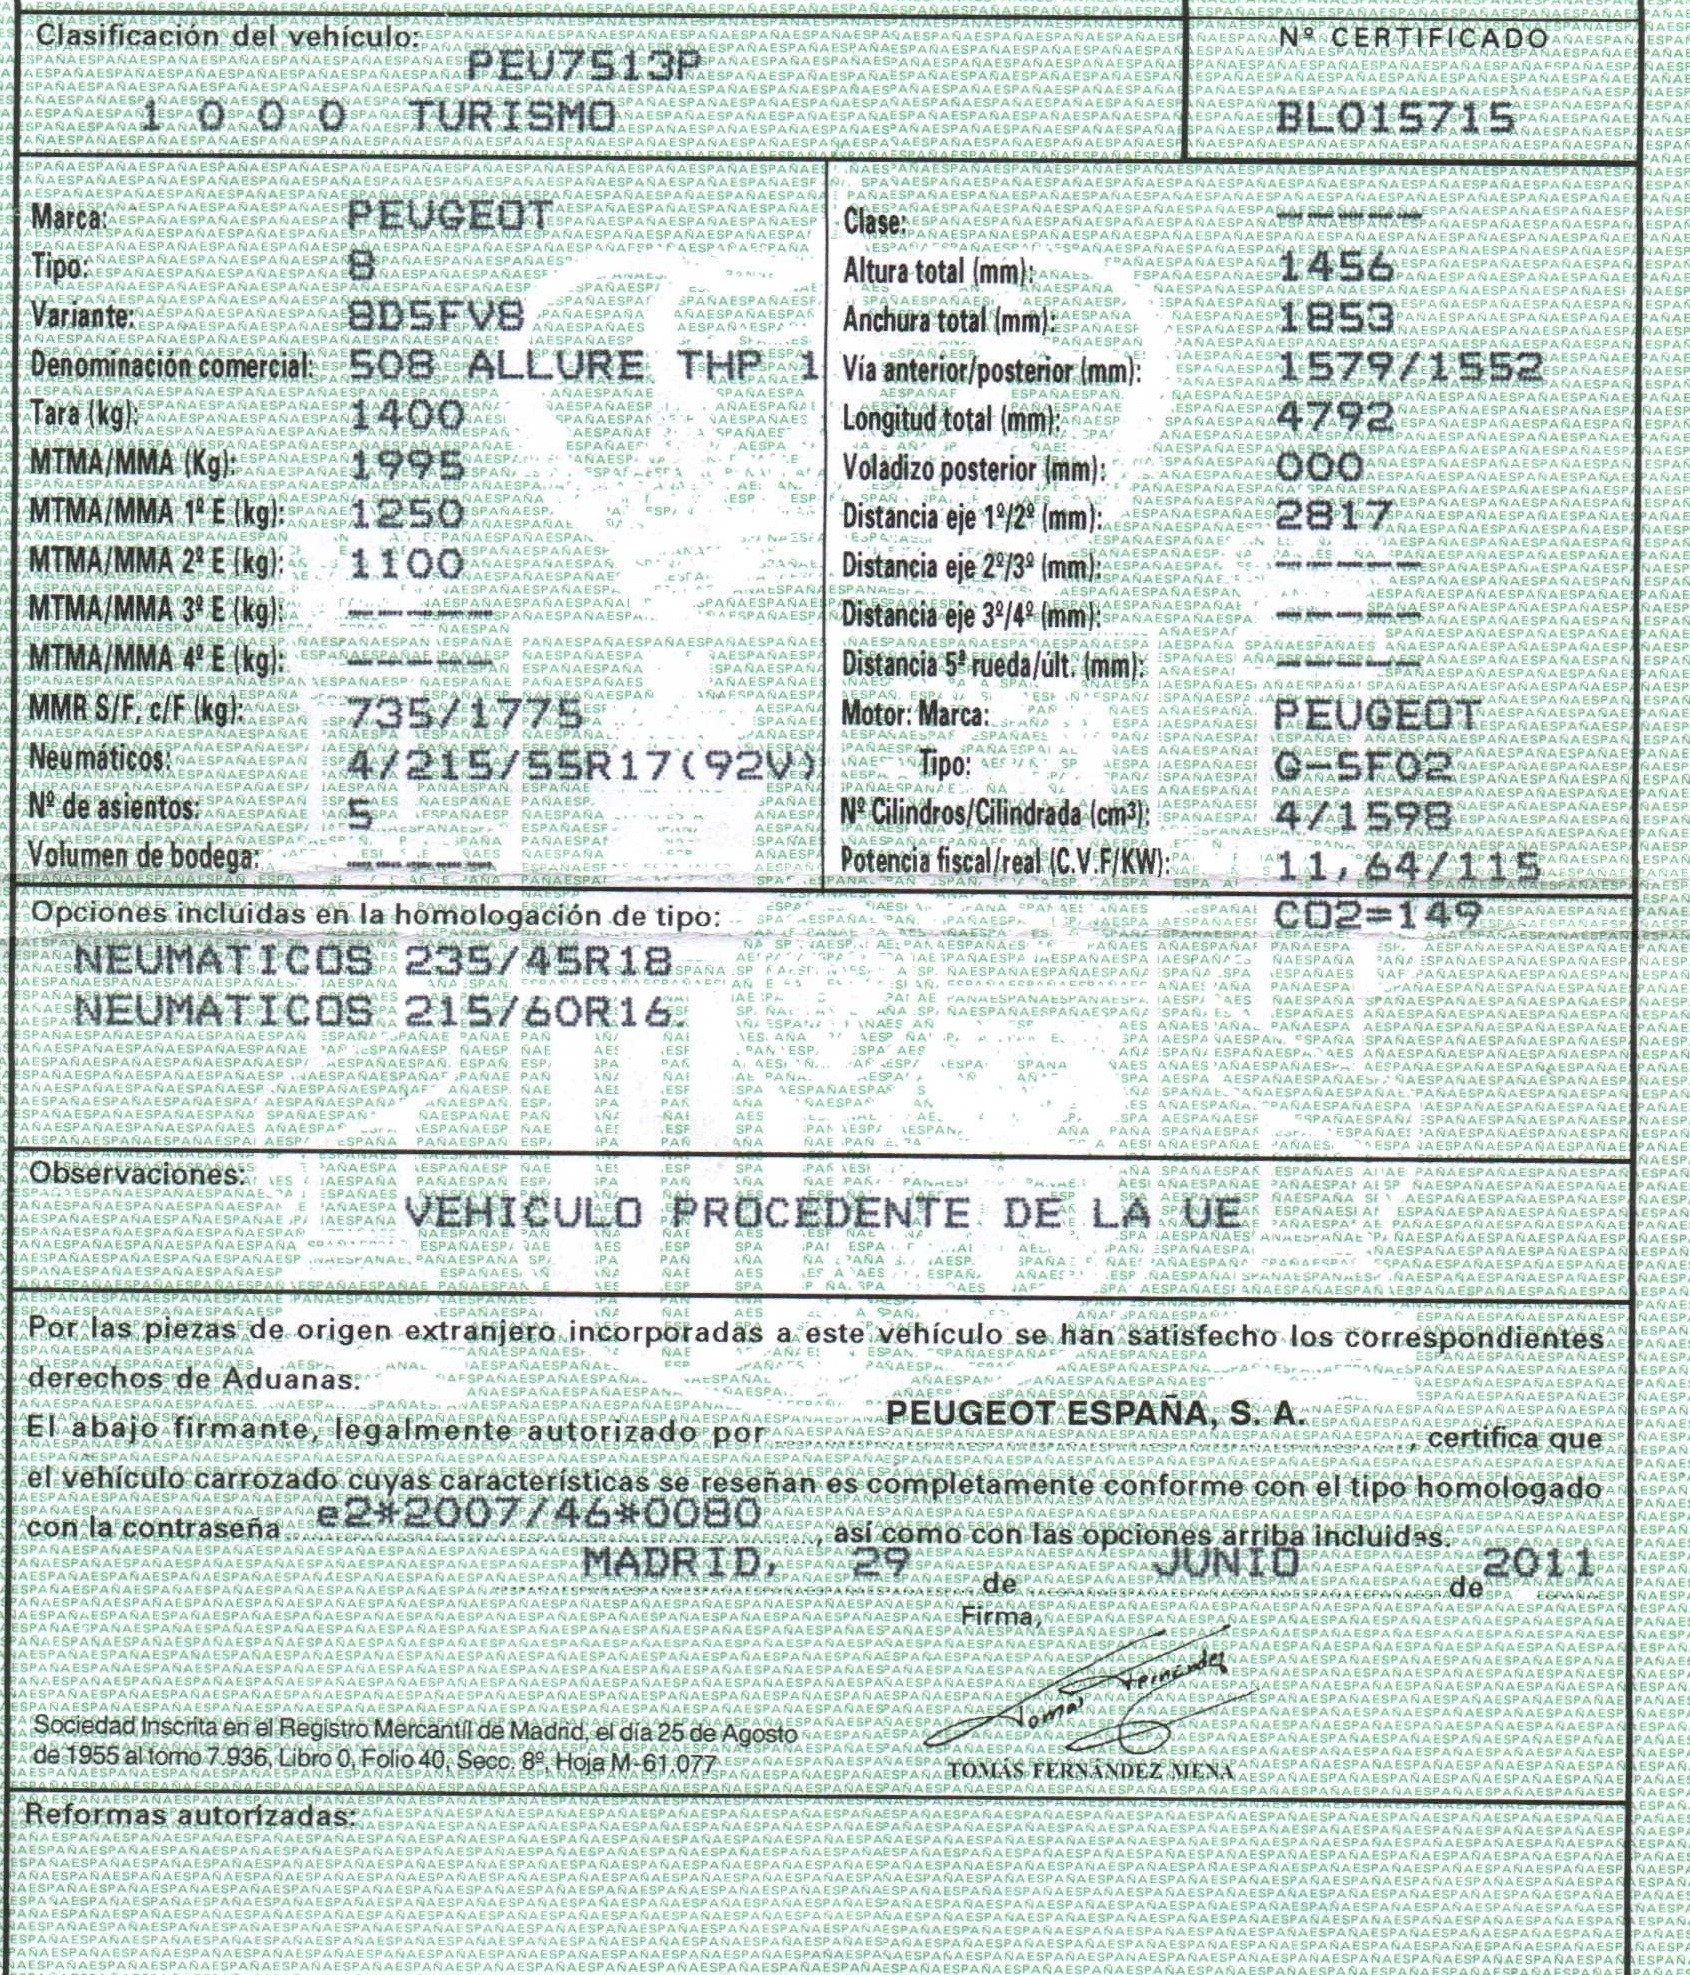 Clasificación del vehículo:
PEU7513P
1 0 0 0 TURISMO
Nº CERTIFICADO
BL015715
Marca: PEUGEOT
Tipo: 8
Variante: 8D5FV8
Denominación comercial: 508 ALLURE THP 1
Tara (kg): 1400
MTMA/MMA (Kg): 1995
MTMA/MMA 1º E (kg): 1250
MTMA/MMA 2º E (kg): 1100
MTMA/MMA 3º E (kg): -----
MTMA/MMA 4º E (kg): -----
MMR S/F, c/F (kg): 735/1775
Neumáticos: 4/215/55R17(92V)
Nº de asientos: 5
Volumen de bodega: -----
Clase: -----
Altura total (mm): 1456
Anchura total (mm): 1853
Vía anterior/posterior (mm): 1579/1552
Longitud total (mm): 4792
Voladizo posterior (mm): 000
Distancia eje 1º/2º (mm): 2817
Distancia eje 2º/3º (mm): -----
Distancia eje 3º/4º (mm): -----
Distancia 5ª rueda/últ. (mm): -----
Motor: Marca: PEUGEOT
Tipo: G-5F02
Nº Cilindros/Cilindrada (cm³): 4/1598
Potencia fiscal/real (C.V.F/KW): 11,64/115
CO2=149
Opciones incluidas en la homologación de tipo:
NEUMATICOS 235/45R18
NEUMATICOS 215/60R16.
Observaciones:
VEHICULO PROCEDENTE DE LA UE
Por las piezas de origen extranjero incorporadas a este vehículo se han satisfecho los correspondientes
derechos de Aduanas.
El abajo firmante, legalmente autorizado por PEUGEOT ESPAÑA, S. A. , certifica que
el vehículo carrozado cuyas características se reseñan es completamente conforme con el tipo homologado
con la contraseña e2*2007/46*0080 , así como con las opciones arriba incluidas.
MADRID, 29 de JUNIO de 2011
Firma,
Tomás Fernández
TOMÁS FERNÁNDEZ MENA
Sociedad Inscrita en el Registro Mercantil de Madrid, el día 25 de Agosto
de 1955 al tomo 7.936, Libro 0, Folio 40, Secc. 8º, Hoja M-61.077
Reformas autorizadas: